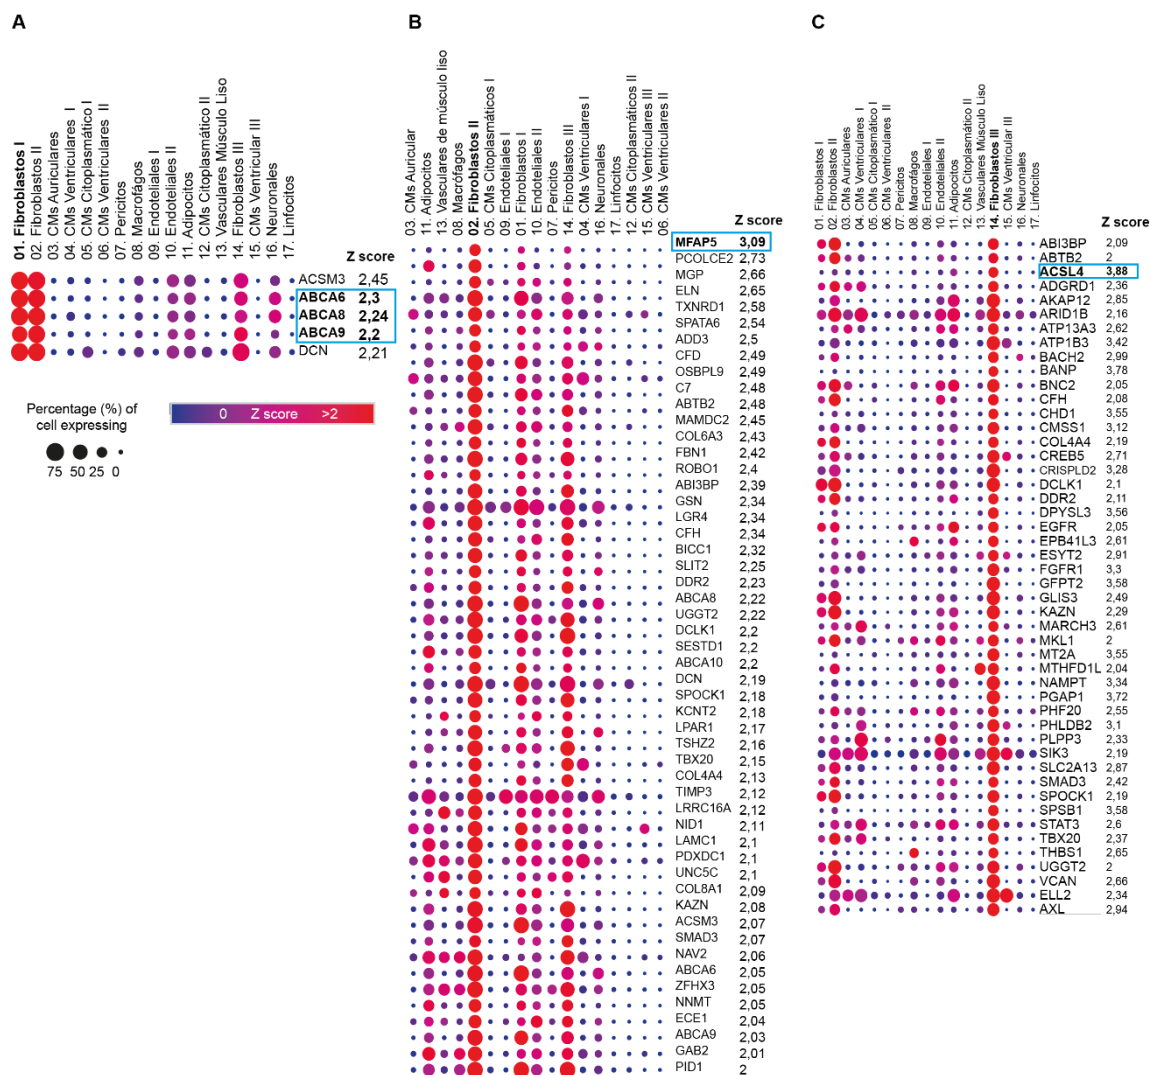 A
01. Fibroblastos I
02. Fibroblastos II
03. CMs Auriculares
04. CMs Ventriculares I
05. CMs Citoplasmático I
06. CMs Ventriculares II
07. Pericitos
08. Macrófagos
09. Endoteliales I
10. Endoteliales II
11. Adipocitos
12. CMs Citoplasmático II
13. Vasculares Músculo Liso
14. Fibroblastos III
15. CMs Ventricular III
16. Neuronales
17. Linfocitos
Z score
ACSM3 2,45
ABCA6 2,3
ABCA8 2,24
ABCA9 2,2
DCN 2,21
Percentage (%) of
cell expressing
75 50 25 0
0 Z score >2
B
03. CMs Auricular
11. Adipocitos
13. Vasculares de músculo liso
08. Macrófagos
02. Fibroblastos II
05. CMs Citoplasmáticos I
09. Endoteliales I
01. Fibroblastos I
10. Endoteliales II
07. Pericitos
14. Fibroblastos III
04. CMs Ventriculares I
16. Neuronales
17. Linfocitos
12. CMs Citoplasmáticos II
15. CMs Ventriculares III
06. CMs Ventriculares II
Z score
MFAP5 3,09
PCOLCE2 2,73
MGP 2,66
ELN 2,65
TXNRD1 2,58
SPATA6 2,54
ADD3 2,5
CFD 2,49
OSBPL9 2,49
C7 2,48
ABTB2 2,48
MAMDC2 2,45
COL6A3 2,43
FBN1 2,42
ROBO1 2,4
ABI3BP 2,39
GSN 2,34
LGR4 2,34
CFH 2,34
BICC1 2,32
SLIT2 2,25
DDR2 2,23
ABCA8 2,22
UGGT2 2,22
DCLK1 2,2
SESTD1 2,2
ABCA10 2,2
DCN 2,19
SPOCK1 2,18
KCNT2 2,18
LPAR1 2,17
TSHZ2 2,16
TBX20 2,15
COL4A4 2,13
TIMP3 2,12
LRRC16A 2,12
NID1 2,11
LAMC1 2,1
PDXDC1 2,1
UNC5C 2,1
COL8A1 2,09
KAZN 2,08
ACSM3 2,07
SMAD3 2,07
NAV2 2,06
ABCA6 2,05
ZFHX3 2,05
NNMT 2,05
ECE1 2,04
ABCA9 2,03
GAB2 2,01
PID1 2
C
01. Fibroblastos I
02. Fibroblastos II
03. CMs Auriculares
04. CMs Ventriculares I
05. CMs Citoplasmático I
06. CMs Ventriculares II
07. Pericitos
08. Macrófagos
09. Endoteliales I
10. Endoteliales II
11. Adipocitos
12. CMs Citoplasmático II
13. Vasculares Músculo Liso
14. Fibroblastos III
15. CMs Ventricular III
16. Neuronales
17. Linfocitos
Z score
ABI3BP 2,09
ABTB2 2
ACSL4 3,88
ADGRD1 2,36
AKAP12 2,85
ARID1B 2,16
ATP13A3 2,62
ATP1B3 3,42
BACH2 2,99
BANP 3,78
BNC2 2,05
CFH 2,08
CHD1 3,55
CMSS1 3,12
COL4A4 2,19
CREB5 2,71
CRISPLD2 3,28
DCLK1 2,1
DDR2 2,11
DPYSL3 3,56
EGFR 2,05
EPB41L3 2,61
ESYT2 2,91
FGFR1 3,3
GFPT2 3,58
GLIS3 2,49
KAZN 2,29
MARCH3 2,61
MKL1 2
MT2A 3,55
MTHFD1L 2,04
NAMPT 3,34
PGAP1 3,72
PHF20 2,55
PHLDB2 3,1
PLPP3 2,33
SIK3 2,19
SLC2A13 2,87
SMAD3 2,42
SPOCK1 2,19
SPSB1 3,58
STAT3 2,6
TBX20 2,37
THBS1 2,65
UGGT2 2
VCAN 2,66
ELL2 2,34
AXL 2,94